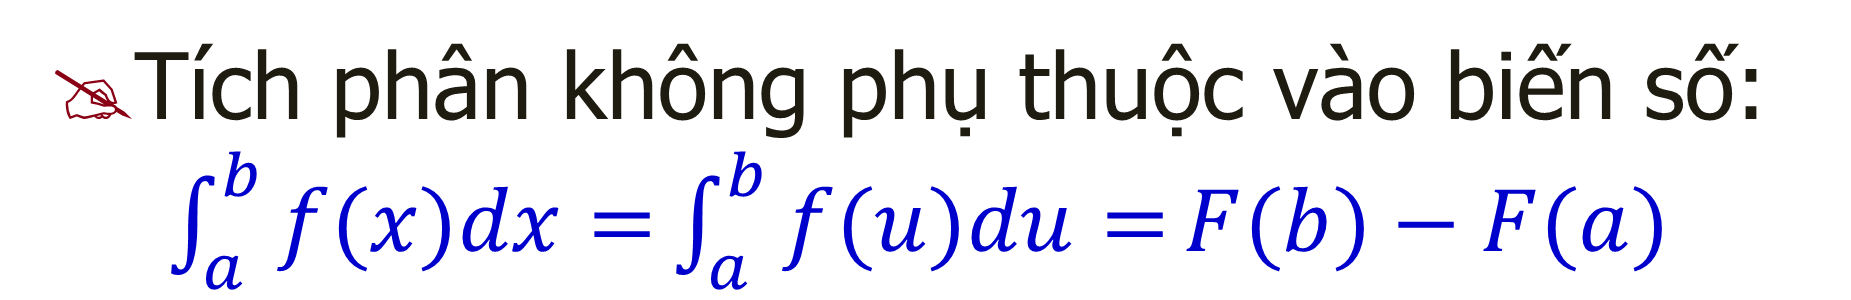 Tích phân không phụ thuộc vào biến số:
∫_a^b f(x)dx = ∫_a^b f(u)du = F(b) − F(a)